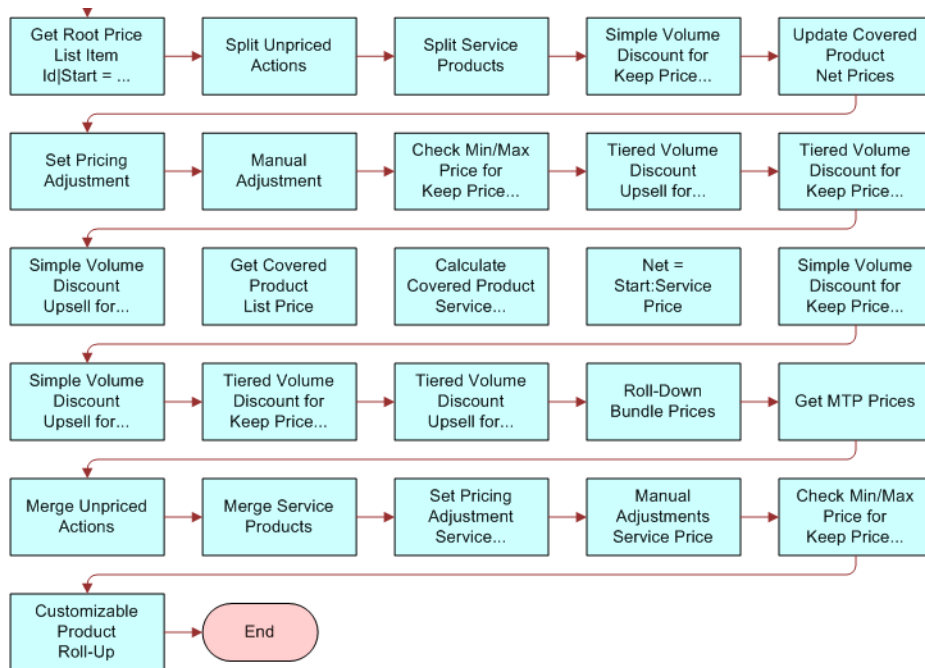 Get Root Price
List Item
Id|Start = ...
Split Unpriced
Actions
Split Service
Products
Simple Volume
Discount for
Keep Price...
Update Covered
Product
Net Prices
Set Pricing
Adjustment
Manual
Adjustment
Check Min/Max
Price for
Keep Price...
Tiered Volume
Discount
Upsell for...
Tiered Volume
Discount for
Keep Price...
Simple Volume
Discount
Upsell for...
Get Covered
Product
List Price
Calculate
Covered Product
Service...
Net =
Start:Service
Price
Simple Volume
Discount for
Keep Price...
Simple Volume
Discount
Upsell for...
Tiered Volume
Discount for
Keep Price...
Tiered Volume
Discount
Upsell for...
Roll-Down
Bundle Prices
Get MTP Prices
Merge Unpriced
Actions
Merge Service
Products
Set Pricing
Adjustment
Service...
Manual
Adjustments
Service Price
Check Min/Max
Price for
Keep Price...
Customizable
Product
Roll-Up
End